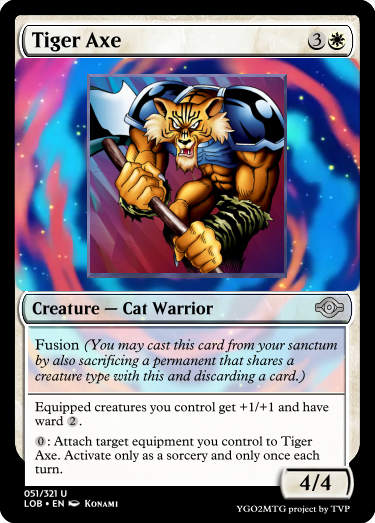 Tiger Axe 3
Creature — Cat Warrior
Fusion (You may cast this card from your sanctum
by also sacrificing a permanent that shares a
creature type with this and discarding a card.)
Equipped creatures you control get +1/+1 and have
ward 2.
0: Attach target equipment you control to Tiger
Axe. Activate only as a sorcery and only once each
turn.
4/4
051/321 U
LOB • EN Konami
YGO2MTG project by TVP